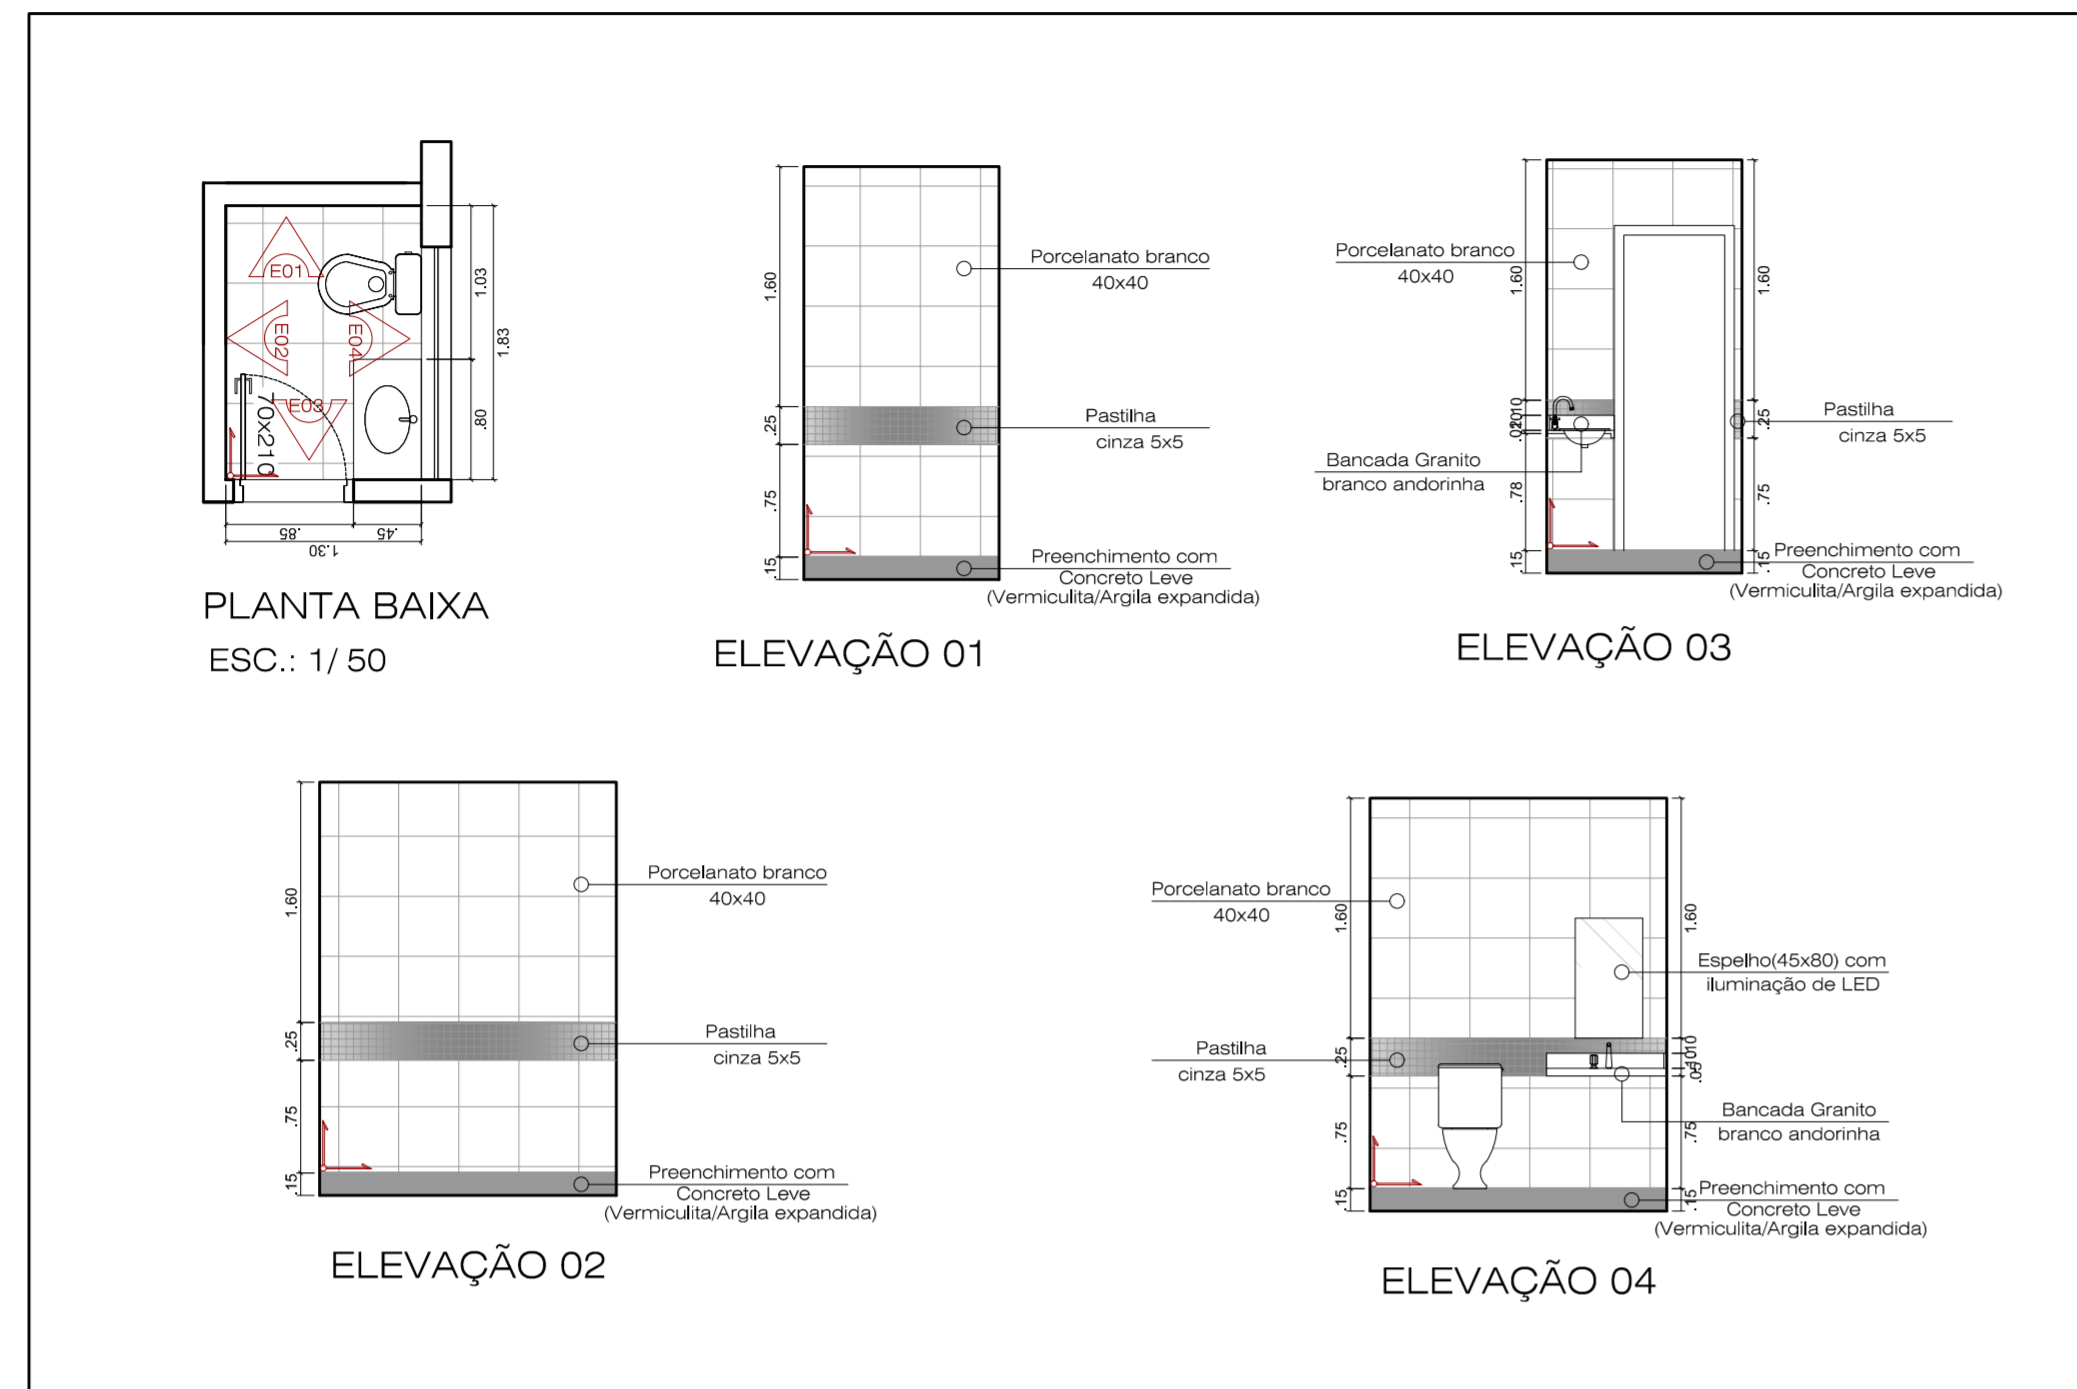 E01
E02
E04
E03
70x210
1.03
1.83
.80
.85
.45
1.30
PLANTA BAIXA
ESC.: 1/ 50
1.60
.25
.75
.15
Porcelanato branco
40x40
Pastilha
cinza 5x5
Preenchimento com
Concreto Leve
(Vermiculita/Argila expandida)
ELEVAÇÃO 01
Porcelanato branco
40x40
1.60
.10
.02
.78
.15
Bancada Granito
branco andorinha
1.60
.25
.75
.15
Pastilha
cinza 5x5
Preenchimento com
Concreto Leve
(Vermiculita/Argila expandida)
ELEVAÇÃO 03
1.60
.25
.75
.15
Porcelanato branco
40x40
Pastilha
cinza 5x5
Preenchimento com
Concreto Leve
(Vermiculita/Argila expandida)
ELEVAÇÃO 02
Porcelanato branco
40x40
1.60
Pastilha
cinza 5x5
.25
.75
.15
1.60
Espelho(45x80) com
iluminação de LED
.10
.05
Bancada Granito
branco andorinha
.75
.15
Preenchimento com
Concreto Leve
(Vermiculita/Argila expandida)
ELEVAÇÃO 04